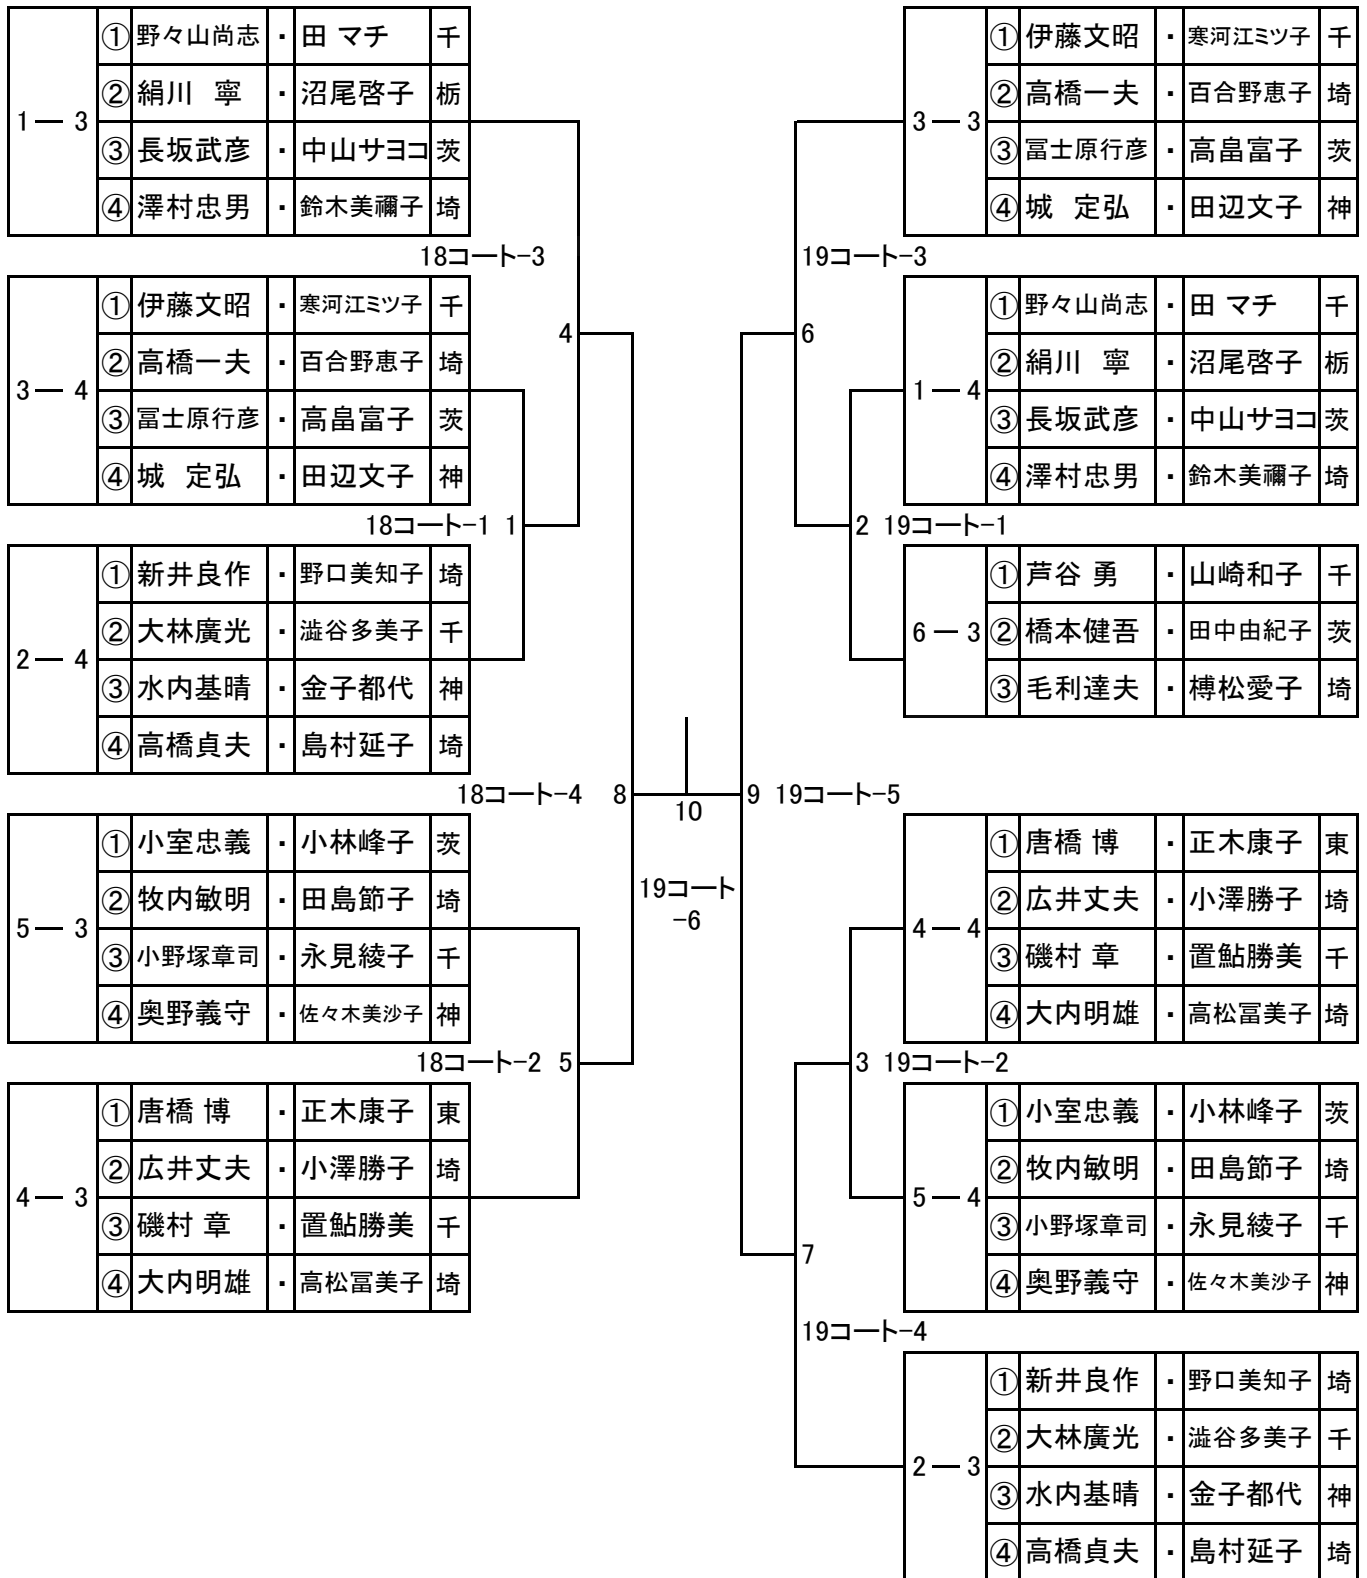 ① 野々山尚志 ・ 田 マチ 千
② 絹川 寧 ・ 沼尾啓子 栃
1 ― 3
③ 長坂武彦 ・ 中山サヨコ 茨
④ 澤村忠男 ・ 鈴木美禰子 埼
18コート-3
① 伊藤文昭 ・ 寒河江ミツ子 千
4
② 高橋一夫 ・ 百合野恵子 埼
3 ― 4
③ 冨士原行彦 ・ 高畠富子 茨
④ 城 定弘 ・ 田辺文子 神
18コート-1 1
① 新井良作 ・ 野口美知子 埼
② 大林廣光 ・ 澁谷多美子 千
2 ― 4
③ 水内基晴 ・ 金子都代 神
④ 高橋貞夫 ・ 島村延子 埼
18コート-4 8
① 小室忠義 ・ 小林峰子 茨
② 牧内敏明 ・ 田島節子 埼
5 ― 3
③ 小野塚章司 ・ 永見綾子 千
④ 奥野義守 ・ 佐々木美沙子 神
18コート-2 5
① 唐橋 博 ・ 正木康子 東
② 広井丈夫 ・ 小澤勝子 埼
4 ― 3
③ 磯村 章 ・ 置鮎勝美 千
④ 大内明雄 ・ 高松冨美子 埼
10
19コート
-6
① 伊藤文昭 ・ 寒河江ミツ子 千
② 高橋一夫 ・ 百合野恵子 埼
3 ― 3
③ 冨士原行彦 ・ 高畠富子 茨
④ 城 定弘 ・ 田辺文子 神
19コート-3
① 野々山尚志 ・ 田 マチ 千
6
② 絹川 寧 ・ 沼尾啓子 栃
1 ― 4
③ 長坂武彦 ・ 中山サヨコ 茨
④ 澤村忠男 ・ 鈴木美禰子 埼
2 19コート-1
① 芦谷 勇 ・ 山崎和子 千
6 ― 3 ② 橋本健吾 ・ 田中由紀子 茨
③ 毛利達夫 ・ 榑松愛子 埼
9 19コート-5
① 唐橋 博 ・ 正木康子 東
② 広井丈夫 ・ 小澤勝子 埼
4 ― 4
③ 磯村 章 ・ 置鮎勝美 千
④ 大内明雄 ・ 高松冨美子 埼
3 19コート-2
① 小室忠義 ・ 小林峰子 茨
② 牧内敏明 ・ 田島節子 埼
5 ― 4
③ 小野塚章司 ・ 永見綾子 千
7
④ 奥野義守 ・ 佐々木美沙子 神
19コート-4
① 新井良作 ・ 野口美知子 埼
② 大林廣光 ・ 澁谷多美子 千
2 ― 3
③ 水内基晴 ・ 金子都代 神
④ 高橋貞夫 ・ 島村延子 埼